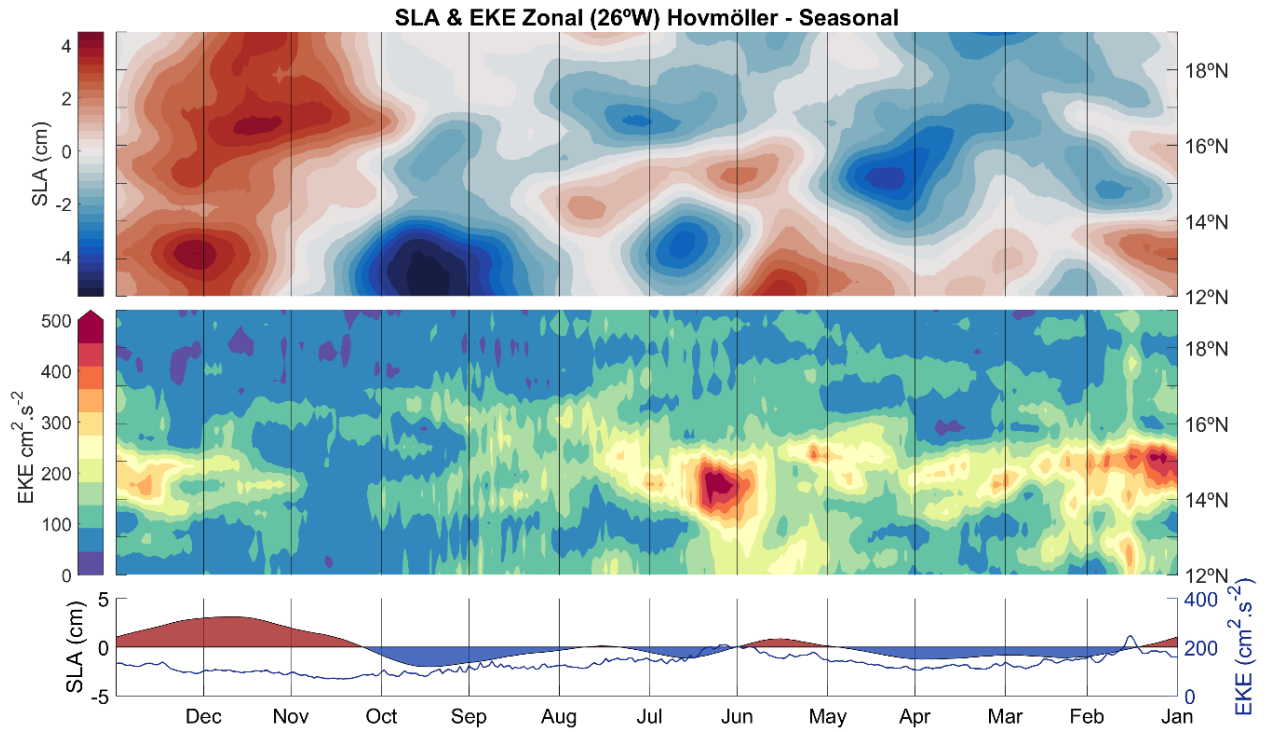 SLA & EKE Zonal (26ºW) Hovmöller - Seasonal
SLA (cm)
4
2
0
-2
-4
18ºN
16ºN
14ºN
12ºN
EKE cm².s⁻²
500
400
300
200
100
0
18ºN
16ºN
14ºN
12ºN
SLA (cm)
5
0
-5
400
200
0
EKE (cm².s⁻²)
Dec Nov Oct Sep Aug Jul Jun May Apr Mar Feb Jan